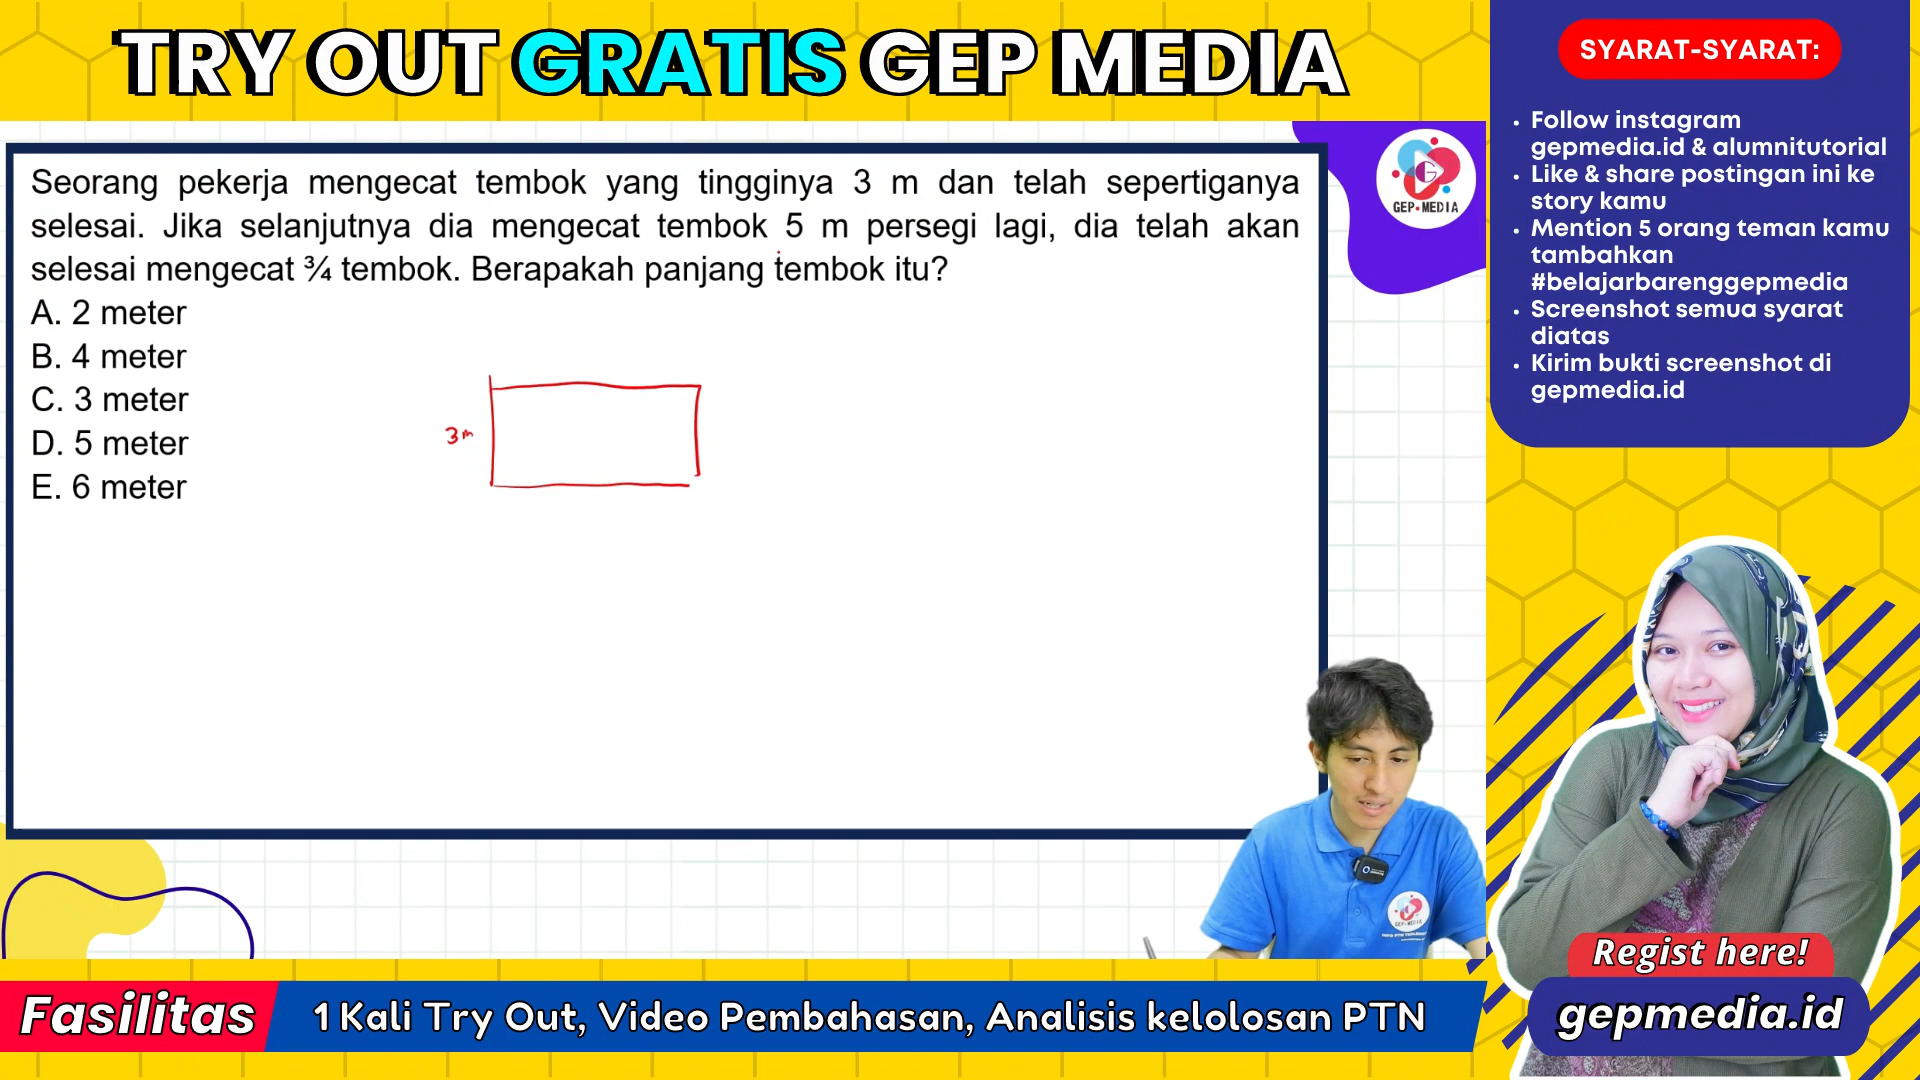 TRY OUT GRATIS GEP MEDIA
Seorang pekerja mengecat tembok yang tingginya 3 m dan telah sepertiganya
selesai. Jika selanjutnya dia mengecat tembok 5 m persegi lagi, dia telah akan
selesai mengecat ¾ tembok. Berapakah panjang tembok itu?
A. 2 meter
B. 4 meter
C. 3 meter
D. 5 meter
E. 6 meter
3m
G
GEP•MEDIA
SYARAT-SYARAT:
• Follow instagram
gepmedia.id & alumnitutorial
• Like & share postingan ini ke
story kamu
• Mention 5 orang teman kamu
tambahkan
#belajarbarenggepmedia
• Screenshot semua syarat
diatas
• Kirim bukti screenshot di
gepmedia.id
GEP•MEDIA
Regist here!
gepmedia.id
Fasilitas
1 Kali Try Out, Video Pembahasan, Analisis kelolosan PTN